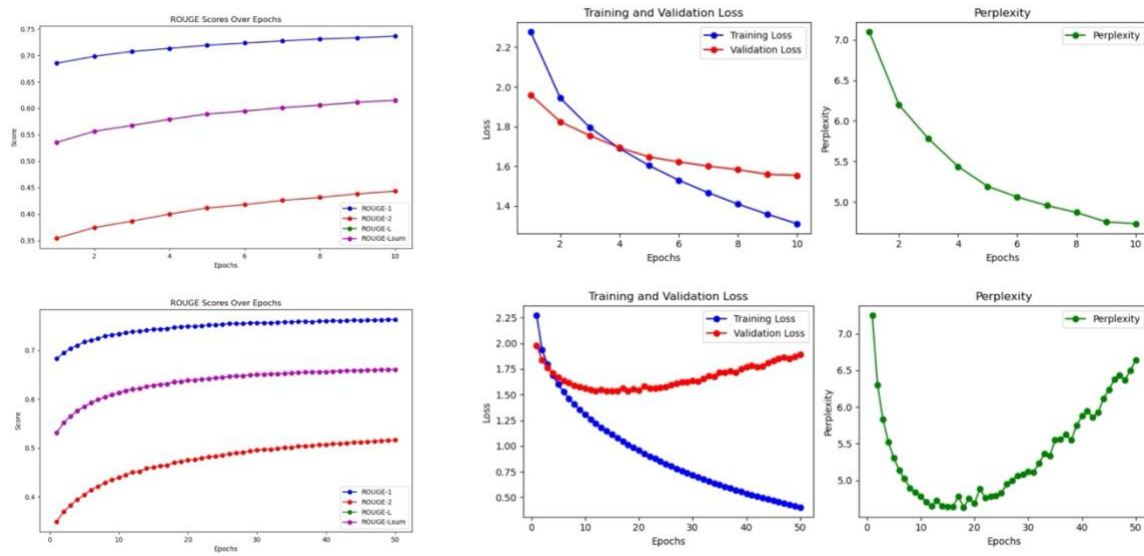 ROUGE Scores Over Epochs
Score
0.75
0.70
0.65
0.60
0.55
0.50
0.45
0.40
0.35
ROUGE-1
ROUGE-2
ROUGE-L
ROUGE-Lsum
2 4 6 8 10
Epochs
Training and Validation Loss
Loss
2.2
2.0
1.8
1.6
1.4
Training Loss
Validation Loss
2 4 6 8 10
Epochs
Perplexity
Perplexity
7.0
6.5
6.0
5.5
5.0
Perplexity
2 4 6 8 10
Epochs
ROUGE Scores Over Epochs
Score
0.7
0.6
0.5
0.4
ROUGE-1
ROUGE-2
ROUGE-L
ROUGE-Lsum
0 10 20 30 40 50
Epochs
Training and Validation Loss
Loss
2.25
2.00
1.75
1.50
1.25
1.00
0.75
0.50
Training Loss
Validation Loss
0 10 20 30 40 50
Epochs
Perplexity
Perplexity
7.0
6.5
6.0
5.5
5.0
Perplexity
0 10 20 30 40 50
Epochs